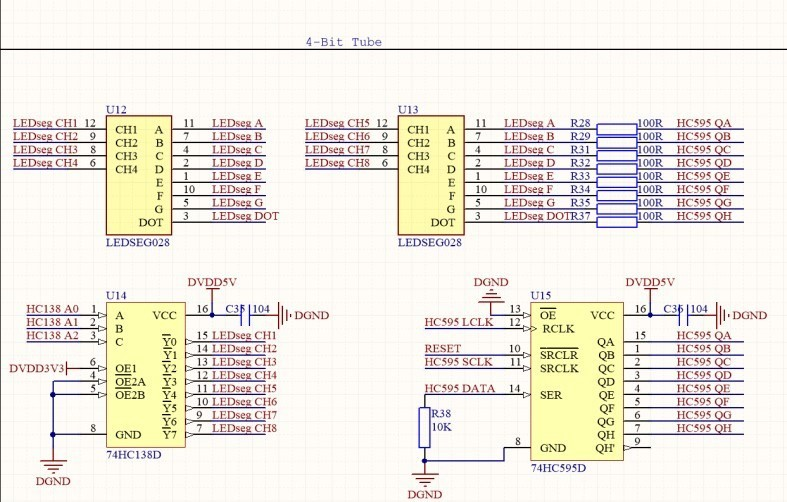 4-Bit Tube
U12
LEDseg CH1 12 CH1 A 11 LEDseg A
LEDseg CH2 9 CH2 B 7 LEDseg B
LEDseg CH3 8 CH3 C 4 LEDseg C
LEDseg CH4 6 CH4 D 2 LEDseg D
E 1 LEDseg E
F 10 LEDseg F
G 5 LEDseg G
DOT 3 LEDseg DOT
LEDSEG028
U13
LEDseg CH5 12 CH1 A 11 LEDseg A R28 100R HC595 QA
LEDseg CH6 9 CH2 B 7 LEDseg B R29 100R HC595 QB
LEDseg CH7 8 CH3 C 4 LEDseg C R31 100R HC595 QC
LEDseg CH8 6 CH4 D 2 LEDseg D R32 100R HC595 QD
E 1 LEDseg E R33 100R HC595 QE
F 10 LEDseg F R34 100R HC595 QF
G 5 LEDseg G R35 100R HC595 QG
DOT 3 LEDseg DOT R37 100R HC595 QH
LEDSEG028
U14
DVDD5V
HC138 A0 1 A VCC 16 C35 104 DGND
HC138 A1 2 B
HC138 A2 3 C
Y0 15 LEDseg CH1
Y1 14 LEDseg CH2
DVDD3V3 6 OE1 Y2 13 LEDseg CH3
4 OE2A Y3 12 LEDseg CH4
5 OE2B Y4 11 LEDseg CH5
Y5 10 LEDseg CH6
Y6 9 LEDseg CH7
8 GND Y7 7 LEDseg CH8
74HC138D
DGND
DGND
U15
DVDD5V
13 OE VCC 16 C36 104 DGND
HC595 LCLK 12 RCLK
QA 15 HC595 QA
RESET 10 SRCLR QB 1 HC595 QB
HC595 SCLK 11 SRCLK QC 2 HC595 QC
QD 3 HC595 QD
HC595 DATA 14 SER QE 4 HC595 QE
QF 5 HC595 QF
R38 QG 6 HC595 QG
10K QH 7 HC595 QH
8 GND QH' 9
74HC595D
DGND